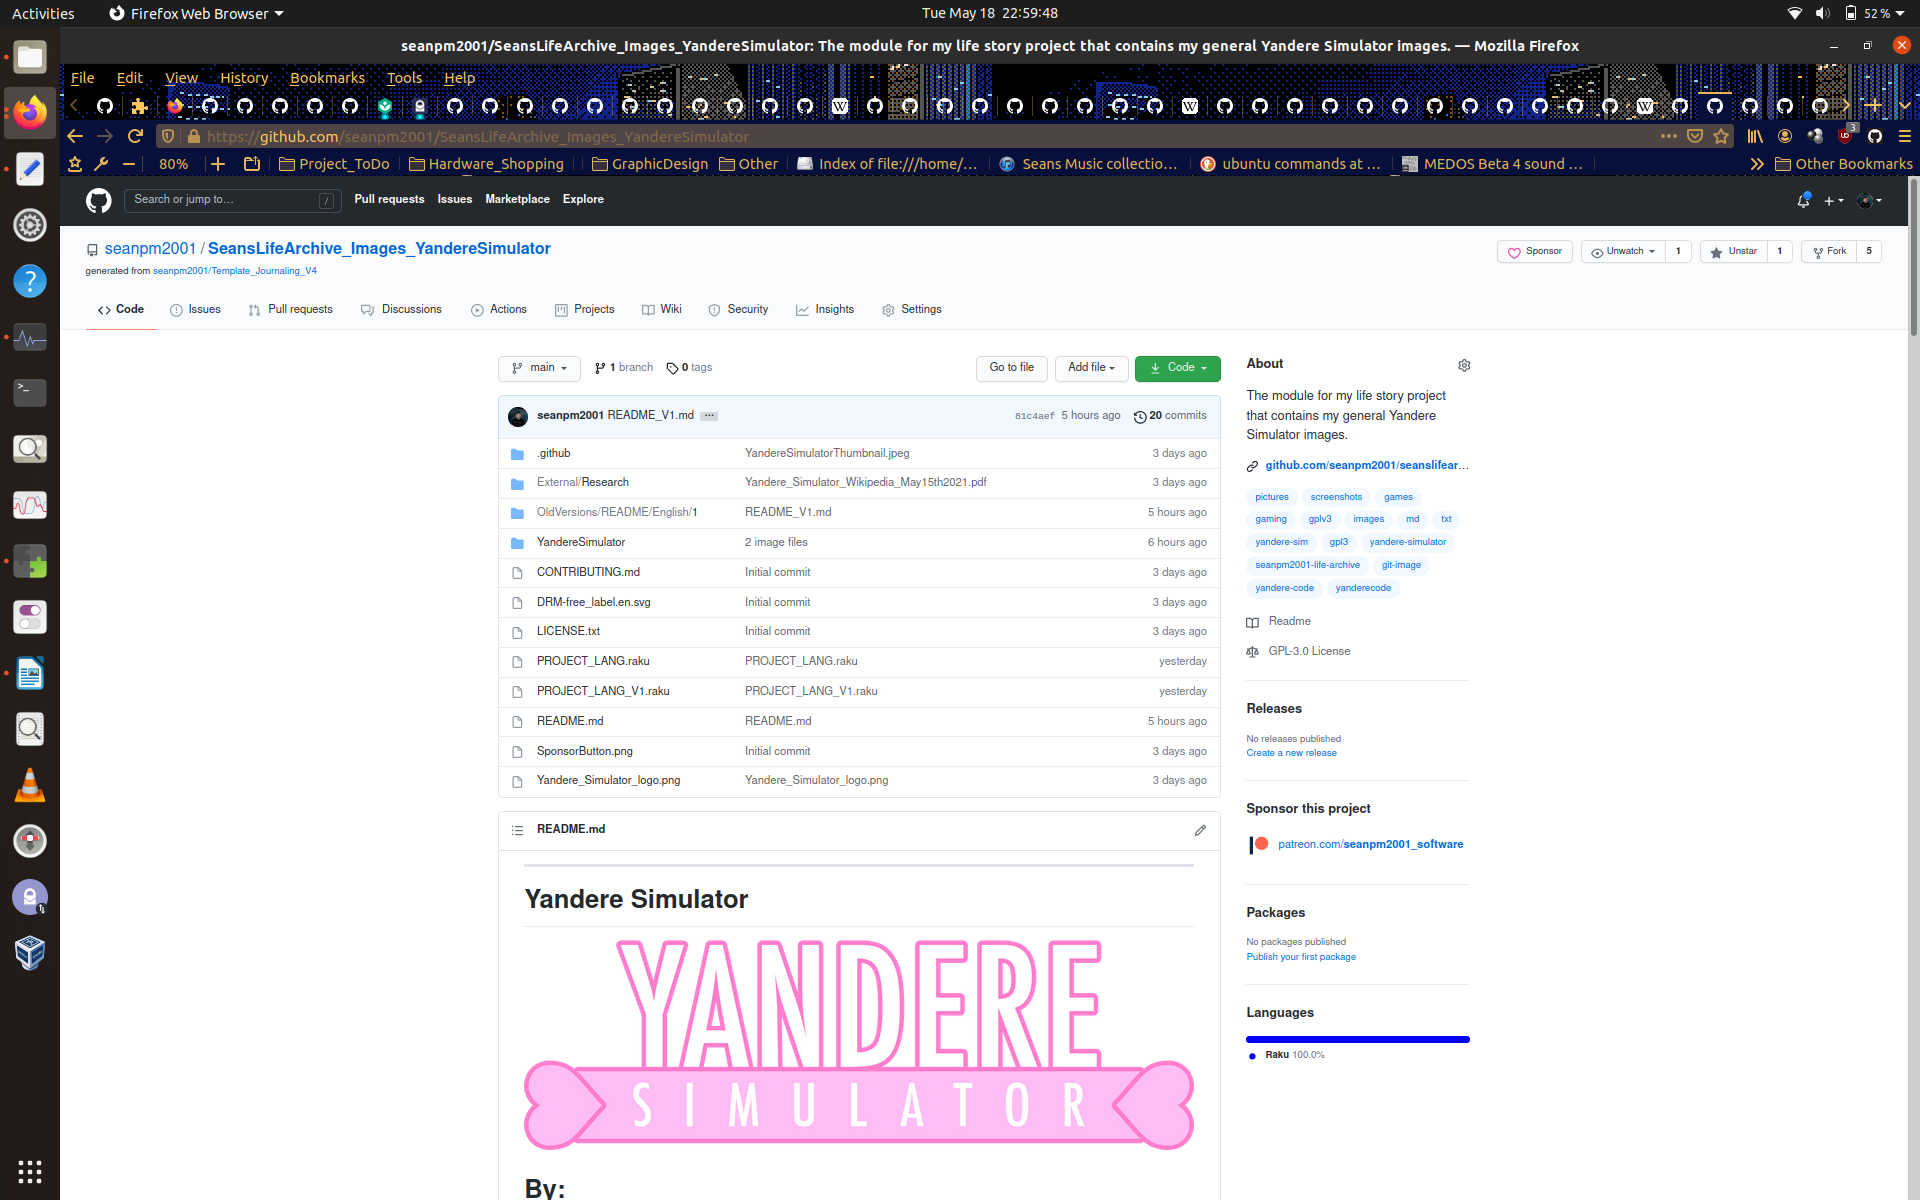 Activities Firefox Web Browser Tue May 18 22:59:48 52 %
seanpm2001/SeansLifeArchive_Images_YandereSimulator: The module for my life story project that contains my general Yandere Simulator images. — Mozilla Firefox
File Edit View History Bookmarks Tools Help
https://github.com/seanpm2001/SeansLifeArchive_Images_YandereSimulator 3
80% Project_ToDo Hardware_Shopping GraphicDesign Other Index of file:///home/… Seans Music collectio… ubuntu commands at … MEDOS Beta 4 sound … Other Bookmarks
Search or jump to… / Pull requests Issues Marketplace Explore
seanpm2001 / SeansLifeArchive_Images_YandereSimulator Sponsor Unwatch 1 Unstar 1 Fork 5
generated from seanpm2001/Template_Journaling_V4
Code Issues Pull requests Discussions Actions Projects Wiki Security Insights Settings
main 1 branch 0 tags Go to file Add file Code
seanpm2001 README_V1.md ... 81c4aef 5 hours ago 20 commits
.github YandereSimulatorThumbnail.jpeg 3 days ago
External/Research Yandere_Simulator_Wikipedia_May15th2021.pdf 3 days ago
OldVersions/README/English/1 README_V1.md 5 hours ago
YandereSimulator 2 image files 6 hours ago
CONTRIBUTING.md Initial commit 3 days ago
DRM-free_label.en.svg Initial commit 3 days ago
LICENSE.txt Initial commit 3 days ago
PROJECT_LANG.raku PROJECT_LANG.raku yesterday
PROJECT_LANG_V1.raku PROJECT_LANG_V1.raku yesterday
README.md README.md 5 hours ago
SponsorButton.png Initial commit 3 days ago
Yandere_Simulator_logo.png Yandere_Simulator_logo.png 3 days ago
README.md
Yandere Simulator
YANDERE
SIMULATOR
By:
About
The module for my life story project
that contains my general Yandere
Simulator images.
github.com/seanpm2001/seanslifear…
pictures screenshots games
gaming gplv3 images md txt
yandere-sim gpl3 yandere-simulator
seanpm2001-life-archive git-image
yandere-code yanderecode
Readme
GPL-3.0 License
Releases
No releases published
Create a new release
Sponsor this project
patreon.com/seanpm2001_software
Packages
No packages published
Publish your first package
Languages
Raku 100.0%